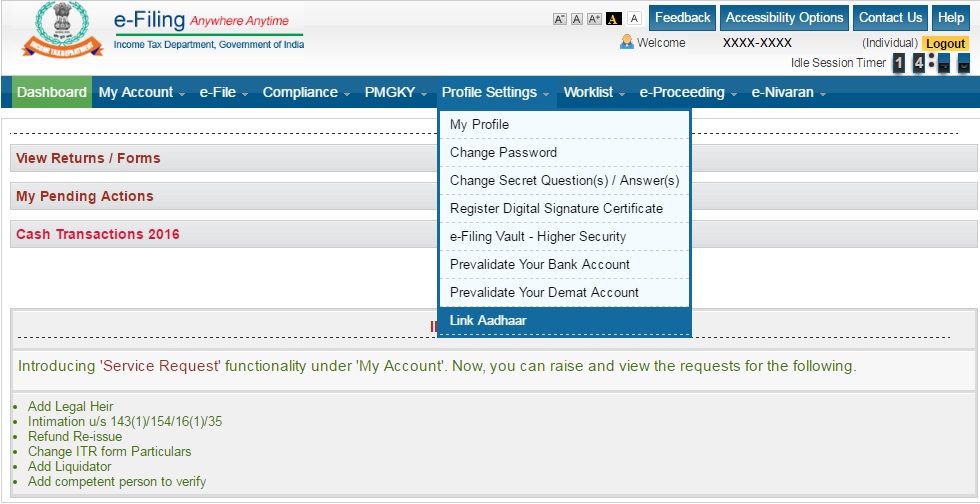 e-Filing Anywhere Anytime
Income Tax Department, Government of India
A- A A+ A A Feedback Accessibility Options Contact Us Help
Welcome XXXX-XXXX (Individual) Logout
Idle Session Timer 1 4 :
Dashboard My Account e-File Compliance PMGKY Profile Settings Worklist e-Proceeding e-Nivaran
My Profile
Change Password
Change Secret Question(s) / Answer(s)
Register Digital Signature Certificate
e-Filing Vault - Higher Security
Prevalidate Your Bank Account
Prevalidate Your Demat Account
Link Aadhaar
View Returns / Forms
My Pending Actions
Cash Transactions 2016
Introducing 'Service Request' functionality under 'My Account'. Now, you can raise and view the requests for the following.
Add Legal Heir
Intimation u/s 143(1)/154/16(1)/35
Refund Re-issue
Change ITR form Particulars
Add Liquidator
Add competent person to verify